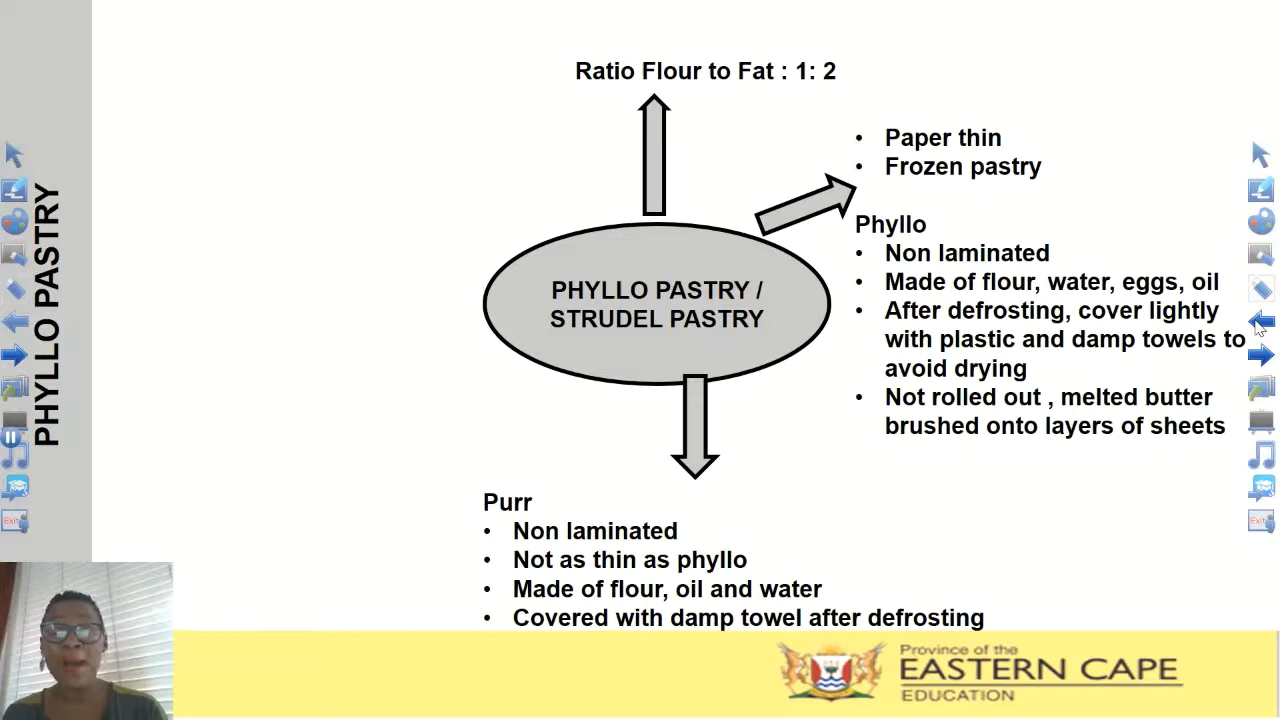 PHYLLO PASTRY
Ratio Flour to Fat : 1: 2
• Paper thin
• Frozen pastry
Phyllo
• Non laminated
• Made of flour, water, eggs, oil
• After defrosting, cover lightly
with plastic and damp towels to
avoid drying
• Not rolled out , melted butter
brushed onto layers of sheets
PHYLLO PASTRY /
STRUDEL PASTRY
Purr
• Non laminated
• Not as thin as phyllo
• Made of flour, oil and water
• Covered with damp towel after defrosting
Exit
Exit
Province of the
EASTERN CAPE
EDUCATION